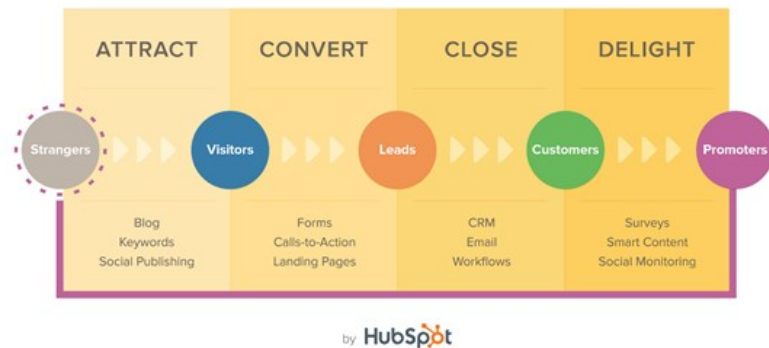 ATTRACT
CONVERT
CLOSE
DELIGHT
Strangers
Visitors
Leads
Customers
Promoters
Blog
Keywords
Social Publishing
Forms
Calls-to-Action
Landing Pages
CRM
Email
Workflows
Surveys
Smart Content
Social Monitoring
by HubSpot